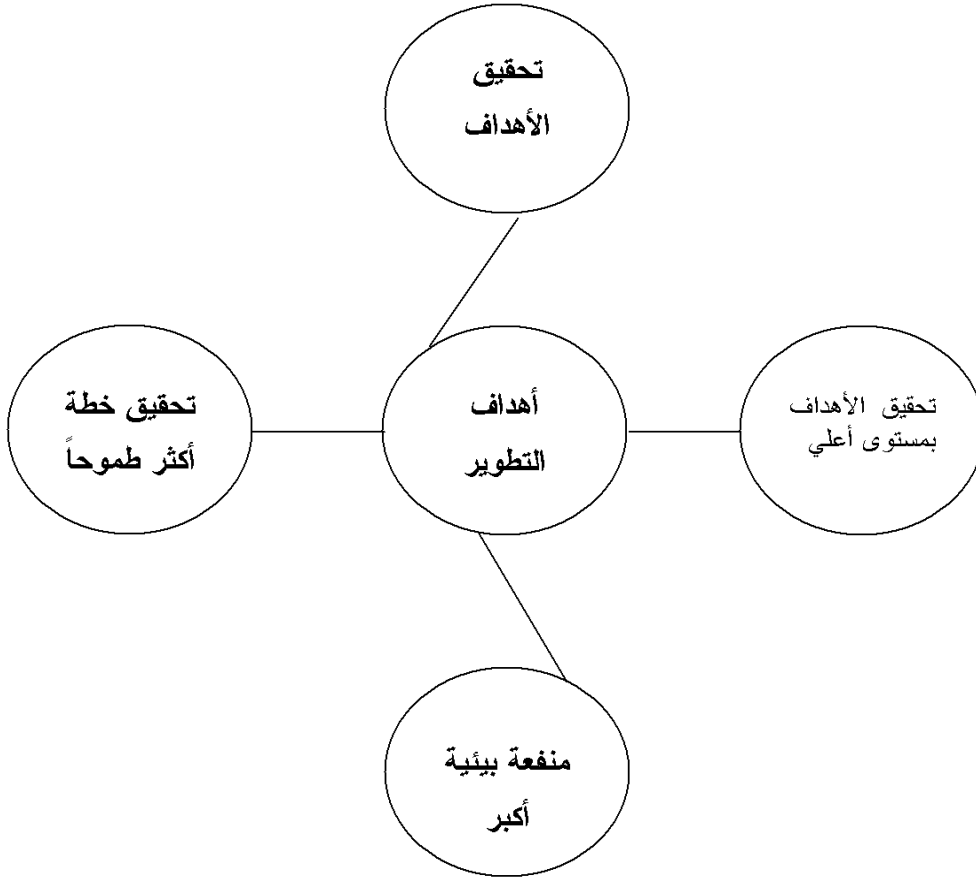 تحقيق
الأهداف
تحقيق الأهداف
بمستوى أعلي
أهداف
التطوير
تحقيق خطة
أكثر طموحاً
منفعة بيئية
أكبر